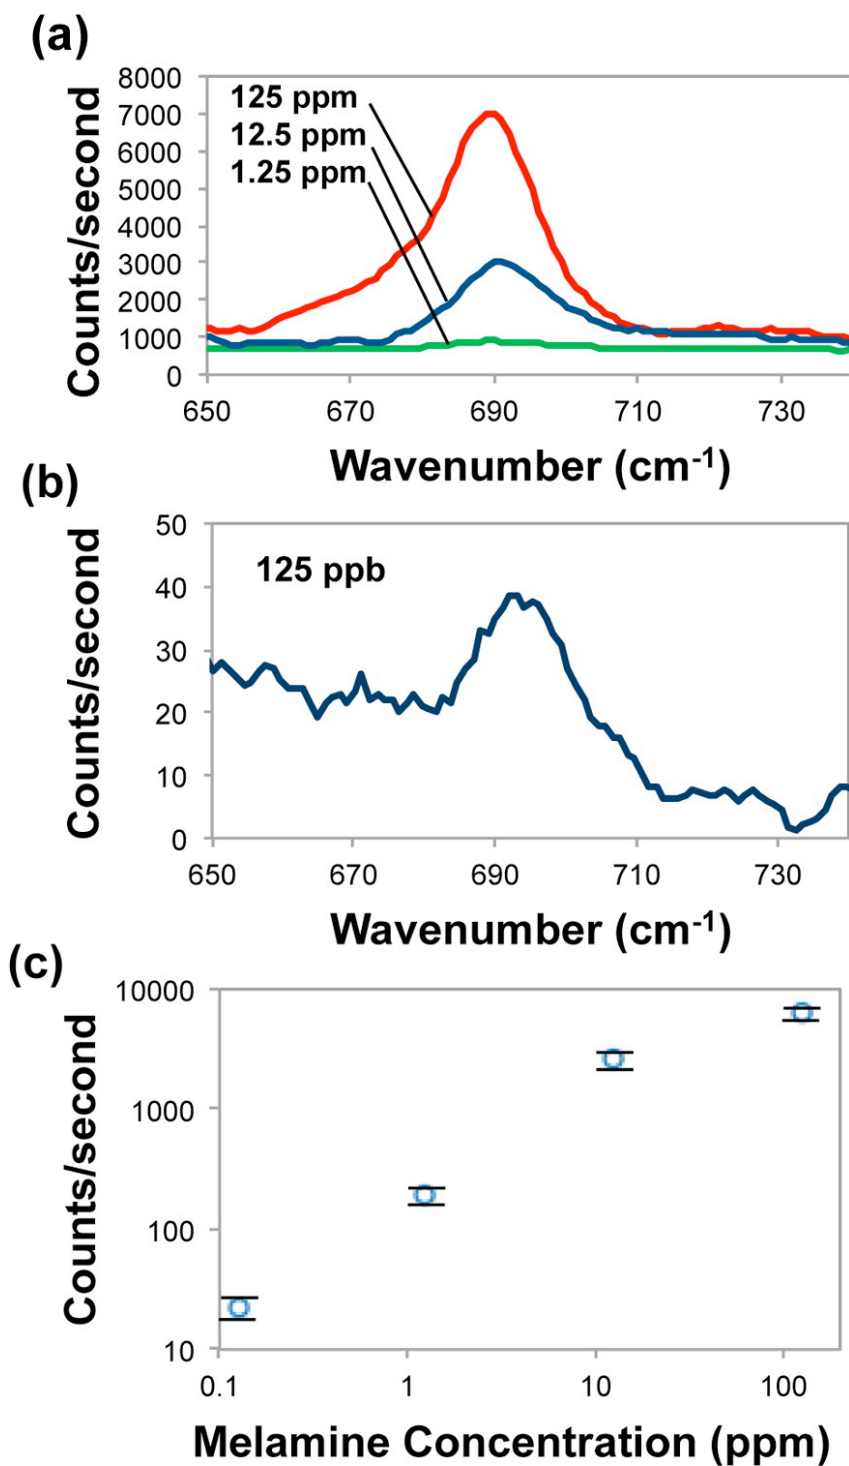 (a)
Counts/second
8000
7000
6000
5000
4000
3000
2000
1000
0
125 ppm
12.5 ppm
1.25 ppm
650 670 690 710 730
Wavenumber (cm⁻¹)
(b)
Counts/second
50
40
30
20
10
0
125 ppb
650 670 690 710 730
Wavenumber (cm⁻¹)
(c)
Counts/second
10000
1000
100
10
0.1 1 10 100
Melamine Concentration (ppm)